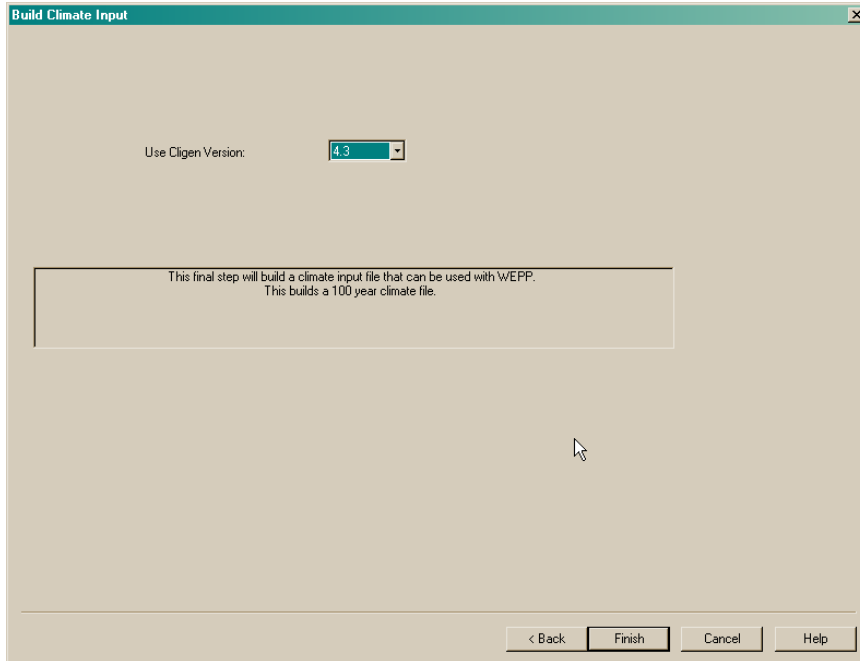 Build Climate Input
Use Cligen Version:
4.3
This final step will build a climate input file that can be used with WEPP.
This builds a 100 year climate file.
< Back
Finish
Cancel
Help